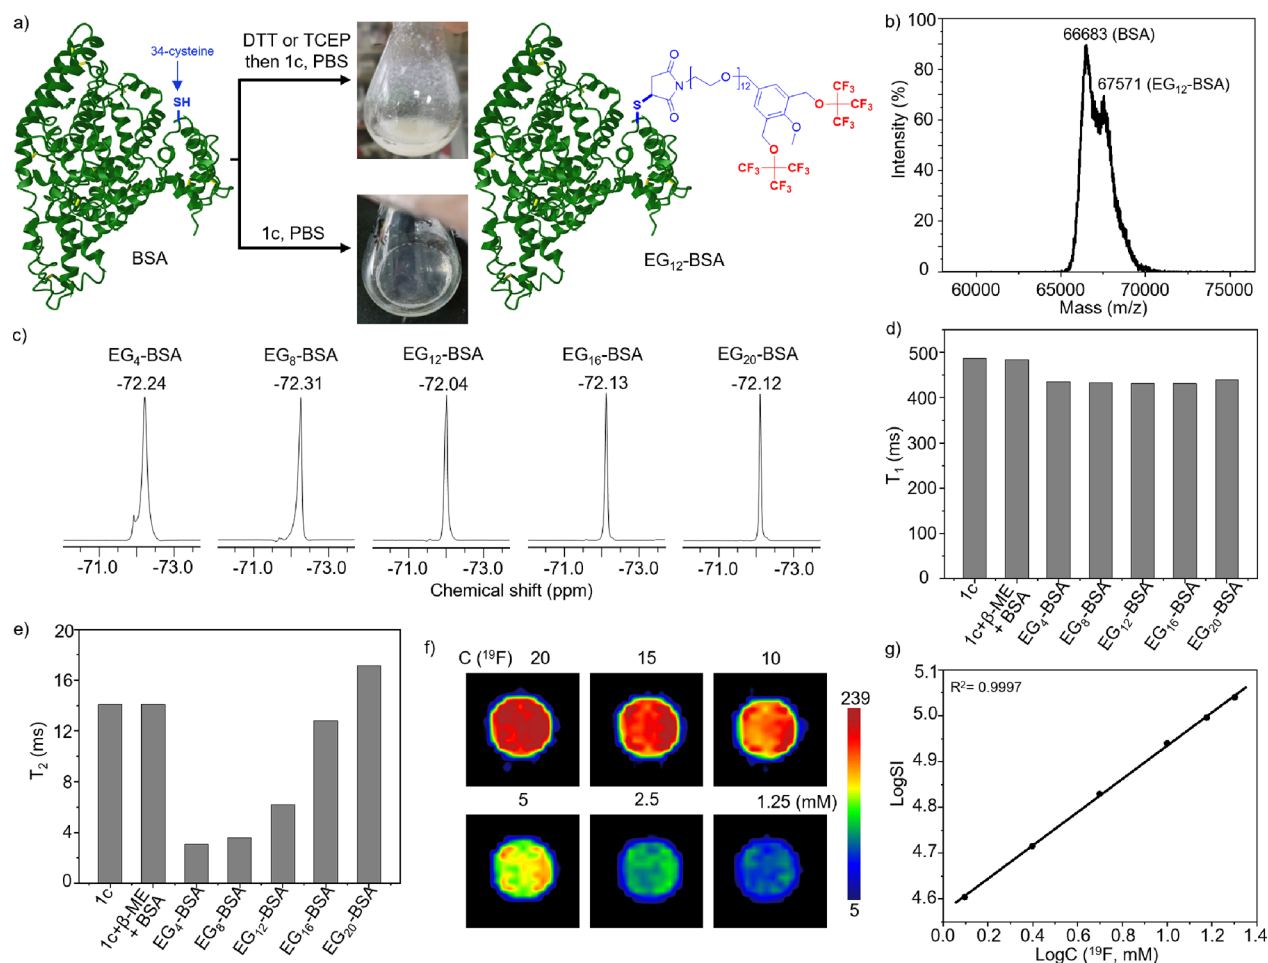 a)
34-cysteine
SH
BSA
DTT or TCEP
then 1c, PBS
1c, PBS
S
O
N
O
O
12
O
CF₃
CF₃
CF₃
O
O
CF₃
CF₃
CF₃
EG₁₂-BSA
b)
66683 (BSA)
67571 (EG₁₂-BSA)
Intensity (%)
100
80
60
40
20
0
60000 65000 70000 75000
Mass (m/z)
c)
EG₄-BSA EG₈-BSA EG₁₂-BSA EG₁₆-BSA EG₂₀-BSA
-72.24 -72.31 -72.04 -72.13 -72.12
-71.0 -73.0 -71.0 -73.0 -71.0 -73.0 -71.0 -73.0 -71.0 -73.0
Chemical shift (ppm)
d)
T₁ (ms)
500
400
300
200
100
0
1c
1c+β-ME
+ BSA
EG₄-BSA
EG₈-BSA
EG₁₂-BSA
EG₁₆-BSA
EG₂₀-BSA
e)
T₂ (ms)
20
16
12
8
4
0
1c
1c+β-ME
+ BSA
EG₄-BSA
EG₈-BSA
EG₁₂-BSA
EG₁₆-BSA
EG₂₀-BSA
f)
C (¹⁹F) 20 15 10
5 2.5 1.25 (mM)
239
5
g)
R²= 0.9997
LogSI
5.1
5.0
4.9
4.8
4.7
4.6
0.0 0.2 0.4 0.6 0.8 1.0 1.2 1.4
LogC (¹⁹F, mM)